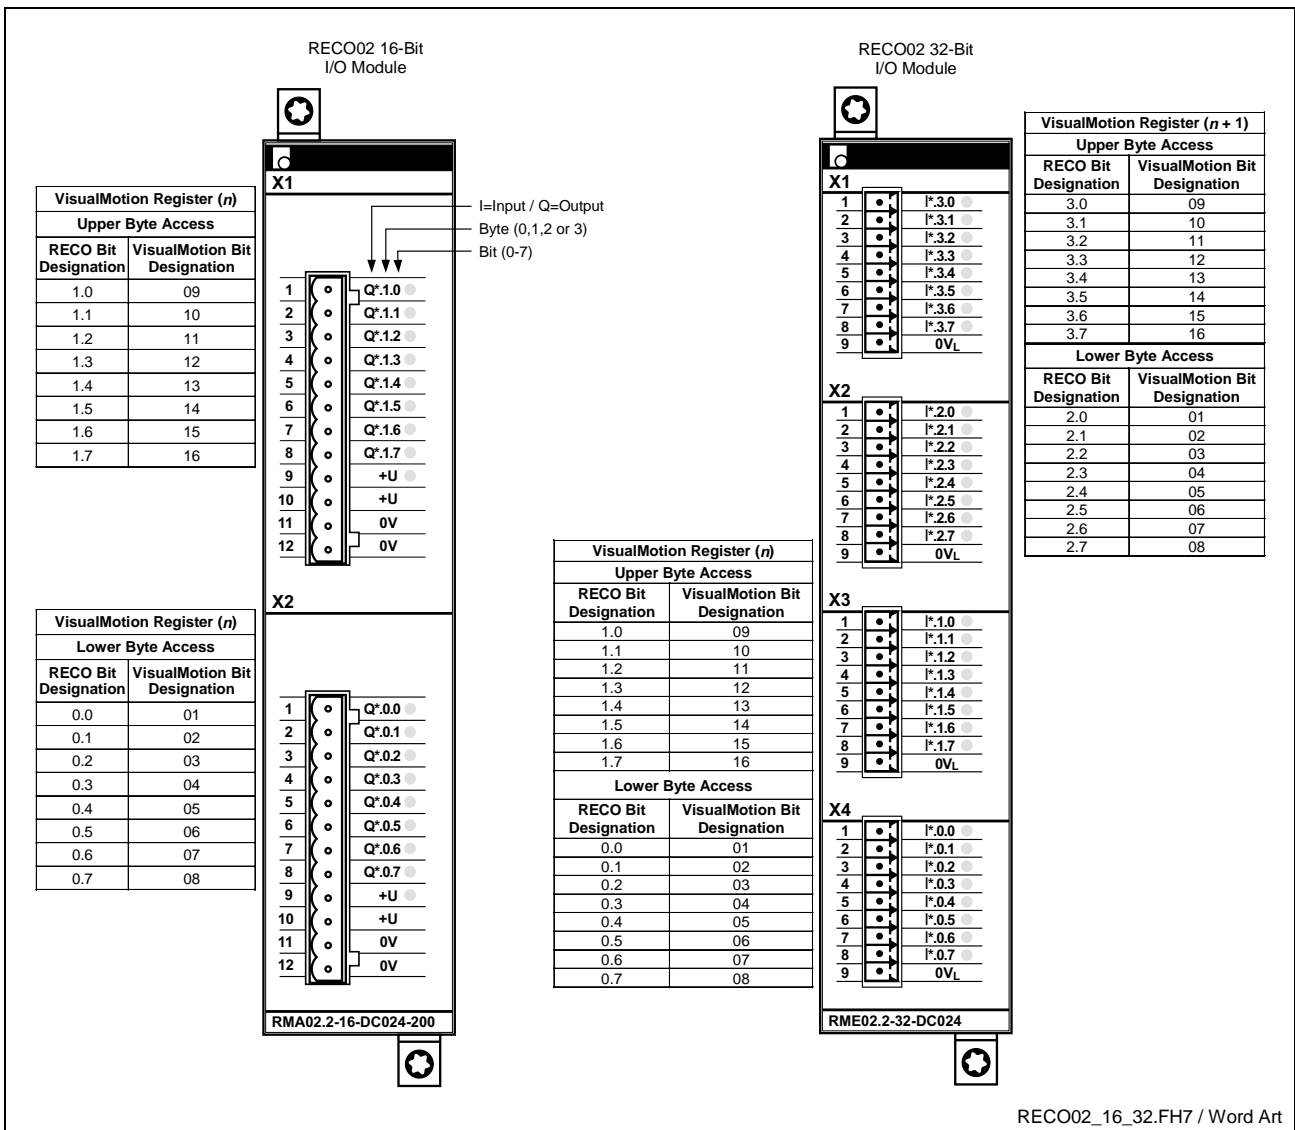 RECO02 16-Bit
I/O Module
X1
I=Input / Q=Output
Byte (0,1,2 or 3)
Bit (0-7)
VisualMotion Register (n)
Upper Byte Access
RECO Bit Designation VisualMotion Bit Designation
1.0 09
1.1 10
1.2 11
1.3 12
1.4 13
1.5 14
1.6 15
1.7 16
1 Q*.1.0
2 Q*.1.1
3 Q*.1.2
4 Q*.1.3
5 Q*.1.4
6 Q*.1.5
7 Q*.1.6
8 Q*.1.7
9 +U
10 +U
11 0V
12 0V
X2
VisualMotion Register (n)
Lower Byte Access
RECO Bit Designation VisualMotion Bit Designation
0.0 01
0.1 02
0.2 03
0.3 04
0.4 05
0.5 06
0.6 07
0.7 08
1 Q*.0.0
2 Q*.0.1
3 Q*.0.2
4 Q*.0.3
5 Q*.0.4
6 Q*.0.5
7 Q*.0.6
8 Q*.0.7
9 +U
10 +U
11 0V
12 0V
RMA02.2-16-DC024-200
RECO02 32-Bit
I/O Module
X1
1 I*.3.0
2 I*.3.1
3 I*.3.2
4 I*.3.3
5 I*.3.4
6 I*.3.5
7 I*.3.6
8 I*.3.7
9 0VL
X2
1 I*.2.0
2 I*.2.1
3 I*.2.2
4 I*.2.3
5 I*.2.4
6 I*.2.5
7 I*.2.6
8 I*.2.7
9 0VL
VisualMotion Register (n + 1)
Upper Byte Access
RECO Bit Designation VisualMotion Bit Designation
3.0 09
3.1 10
3.2 11
3.3 12
3.4 13
3.5 14
3.6 15
3.7 16
Lower Byte Access
RECO Bit Designation VisualMotion Bit Designation
2.0 01
2.1 02
2.2 03
2.3 04
2.4 05
2.5 06
2.6 07
2.7 08
VisualMotion Register (n)
Upper Byte Access
RECO Bit Designation VisualMotion Bit Designation
1.0 09
1.1 10
1.2 11
1.3 12
1.4 13
1.5 14
1.6 15
1.7 16
Lower Byte Access
RECO Bit Designation VisualMotion Bit Designation
0.0 01
0.1 02
0.2 03
0.3 04
0.4 05
0.5 06
0.6 07
0.7 08
X3
1 I*.1.0
2 I*.1.1
3 I*.1.2
4 I*.1.3
5 I*.1.4
6 I*.1.5
7 I*.1.6
8 I*.1.7
9 0VL
X4
1 I*.0.0
2 I*.0.1
3 I*.0.2
4 I*.0.3
5 I*.0.4
6 I*.0.5
7 I*.0.6
8 I*.0.7
9 0VL
RME02.2-32-DC024
RECO02_16_32.FH7 / Word Art